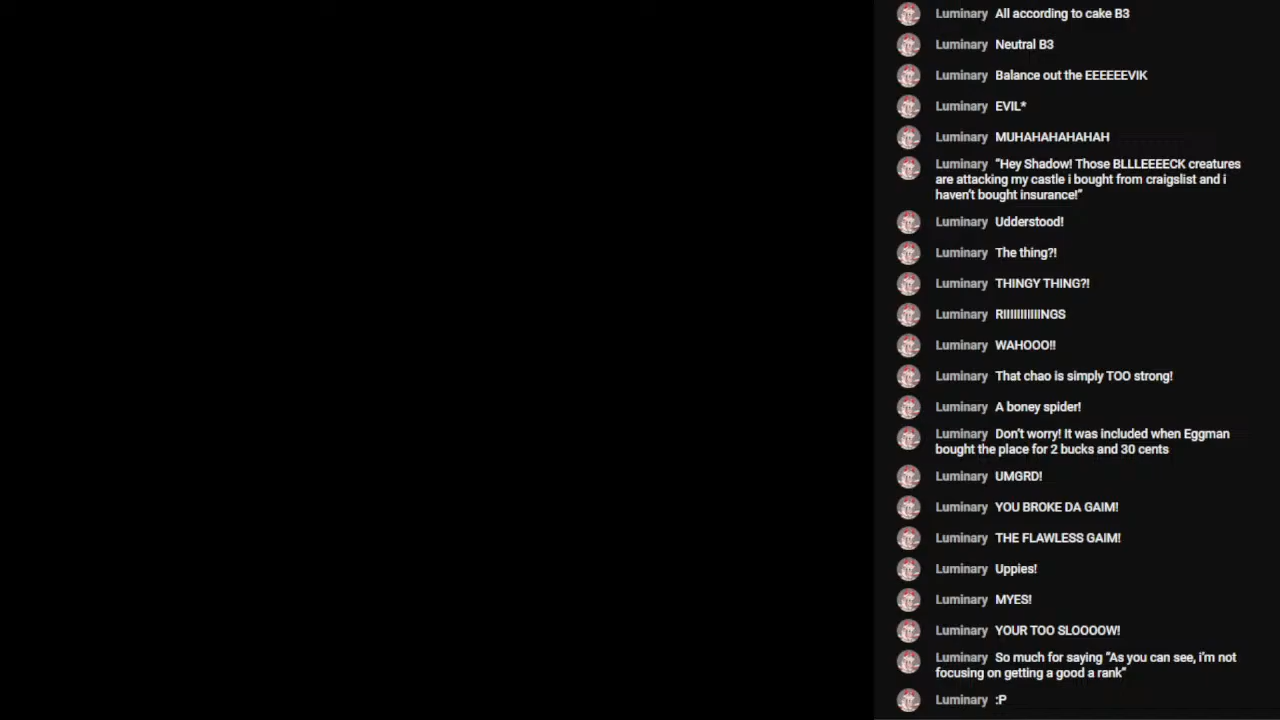 Luminary All according to cake B3
Luminary Neutral B3
Luminary Balance out the EEEEEEVIK
Luminary EVIL*
Luminary MUHAHAHAHAHAH
Luminary “Hey Shadow! Those BLLLEEEECK creatures
are attacking my castle i bought from craigslist and i
haven’t bought insurance!”
Luminary Udderstood!
Luminary The thing?!
Luminary THINGY THING?!
Luminary RIIIIIIIIIIINGS
Luminary WAHOOO!!
Luminary That chao is simply TOO strong!
Luminary A boney spider!
Luminary Don’t worry! It was included when Eggman
bought the place for 2 bucks and 30 cents
Luminary UMGRD!
Luminary YOU BROKE DA GAIM!
Luminary THE FLAWLESS GAIM!
Luminary Uppies!
Luminary MYES!
Luminary YOUR TOO SLOOOOW!
Luminary So much for saying “As you can see, i’m not
focusing on getting a good a rank”
Luminary :P